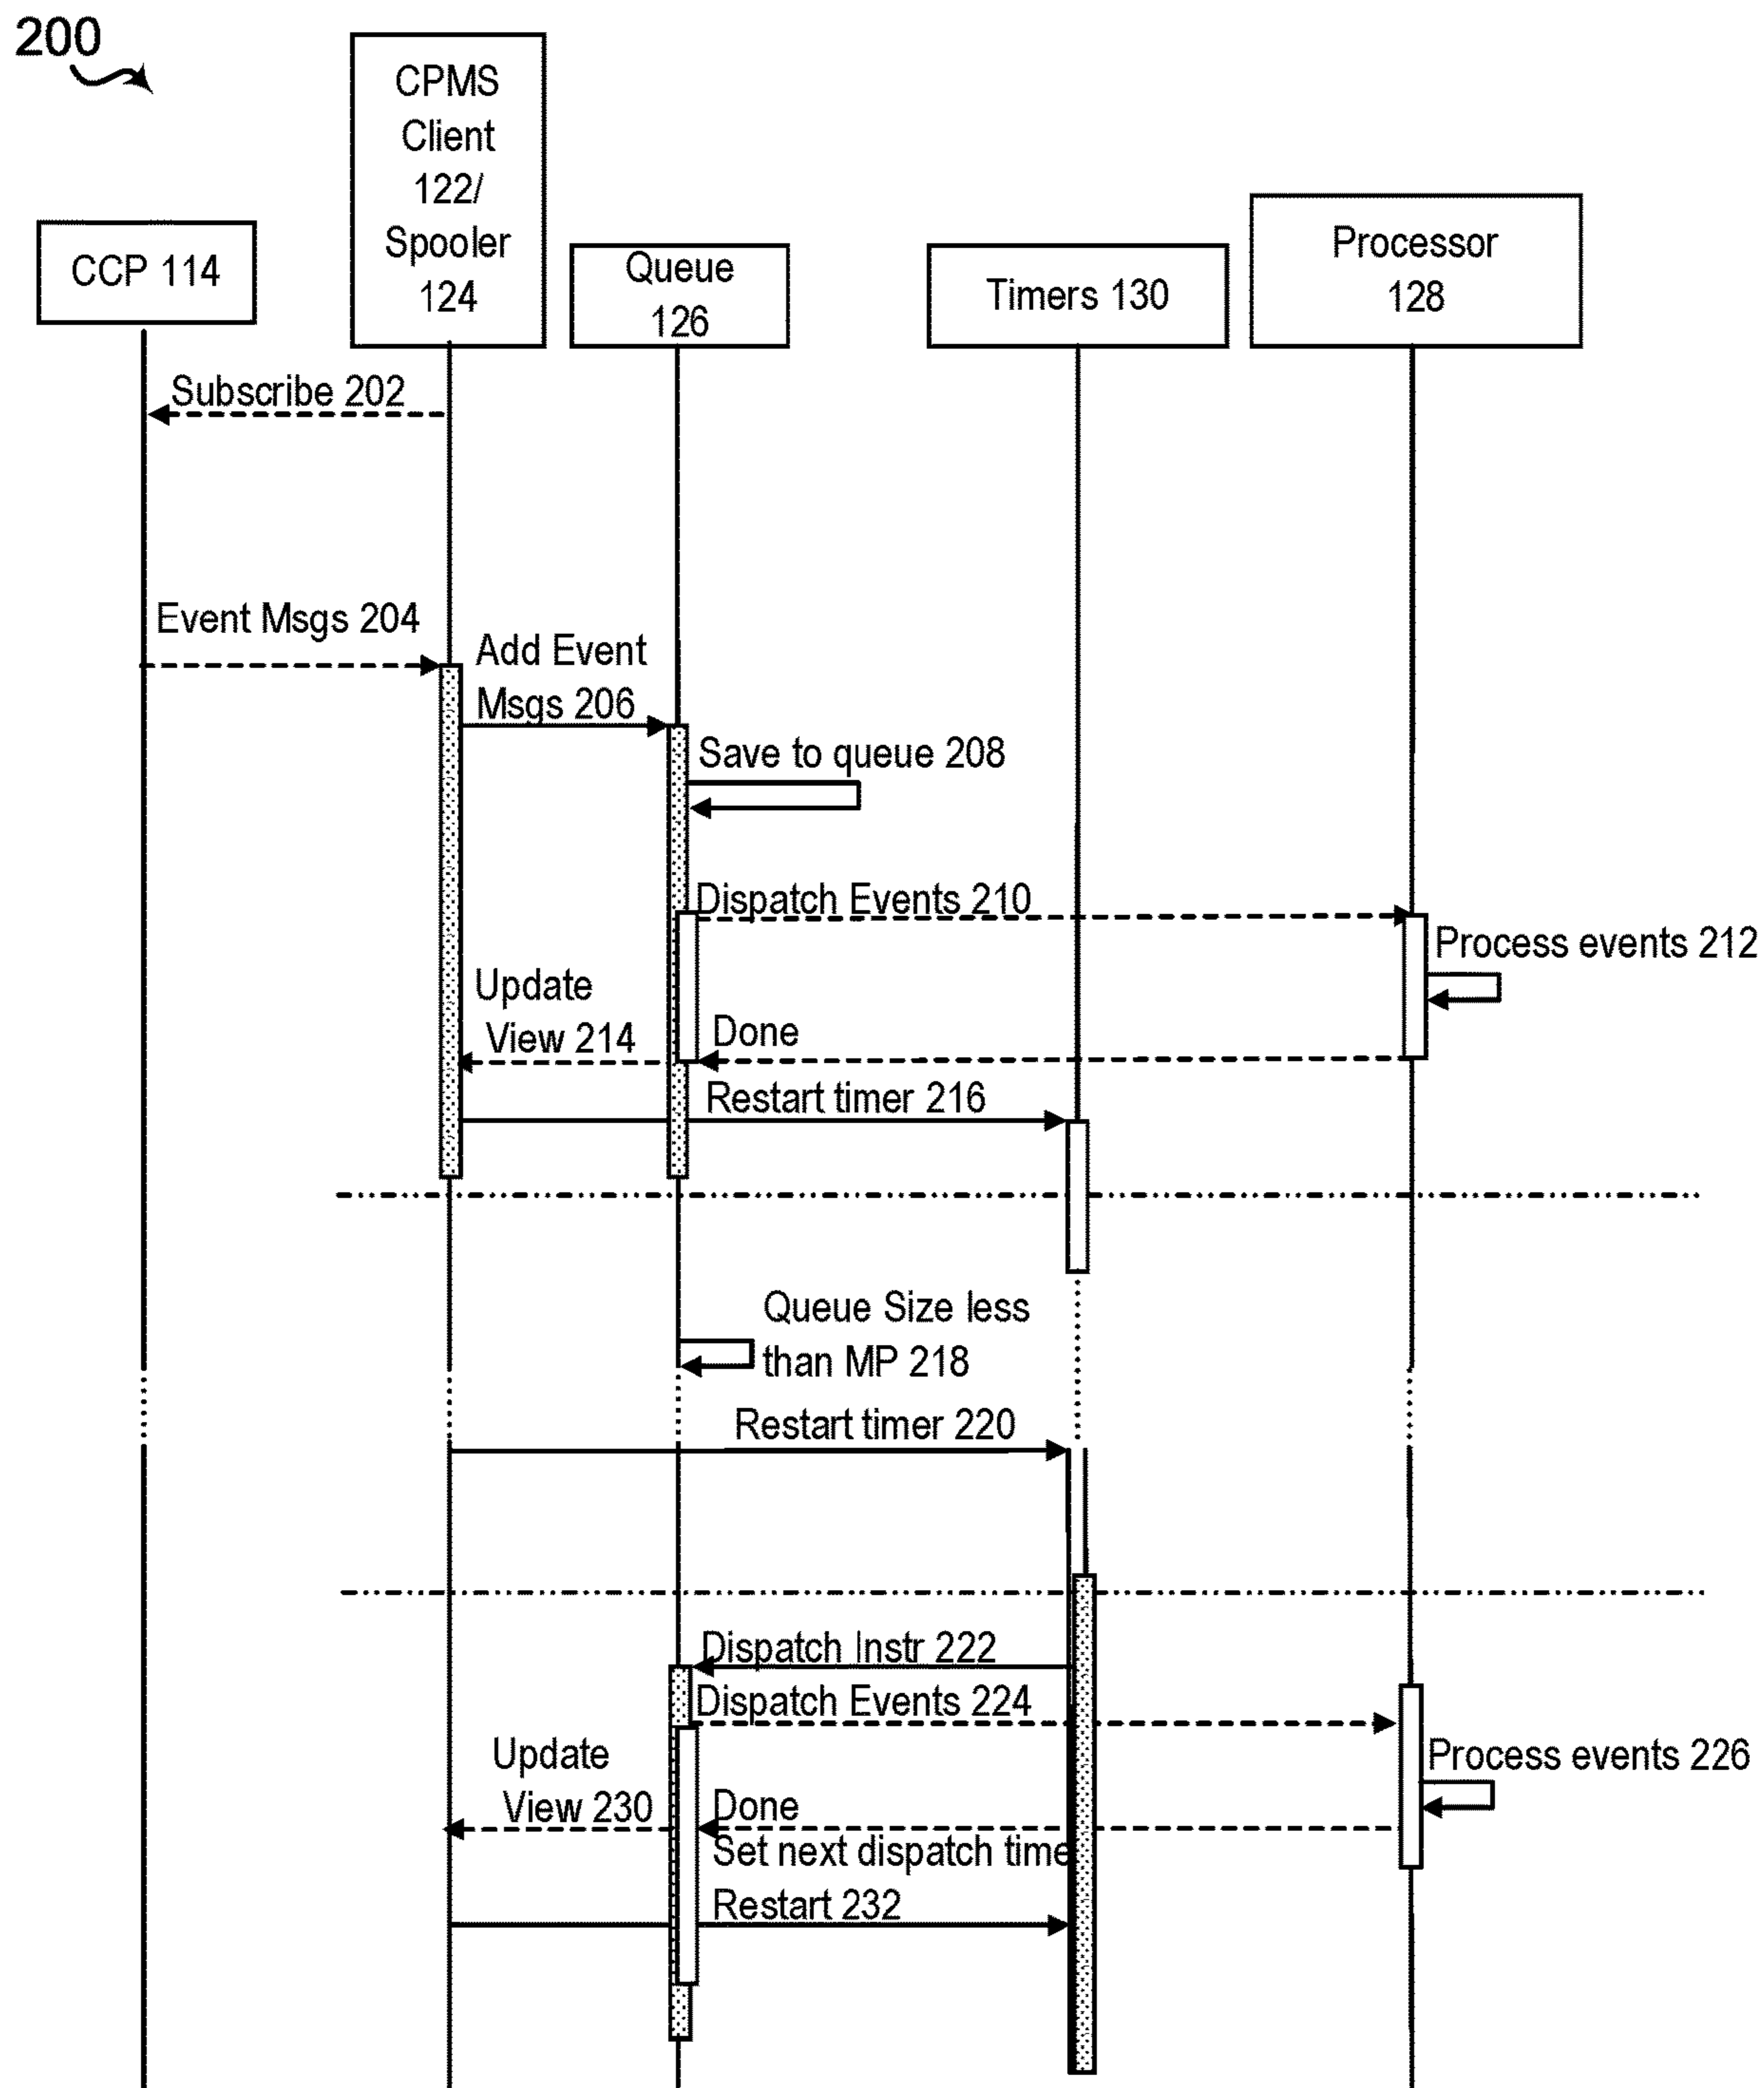 200
CPMS
Client
122/
Spooler
124
CCP 114
Queue
126
Timers 130
Processor
128
Subscribe 202
Event Msgs 204
Add Event
Msgs 206
Save to queue 208
Dispatch Events 210
Process events 212
Update
View 214
Done
Restart timer 216
Queue Size less
than MP 218
Restart timer 220
Dispatch Instr 222
Dispatch Events 224
Process events 226
Update
View 230
Done
Set next dispatch time
Restart 232